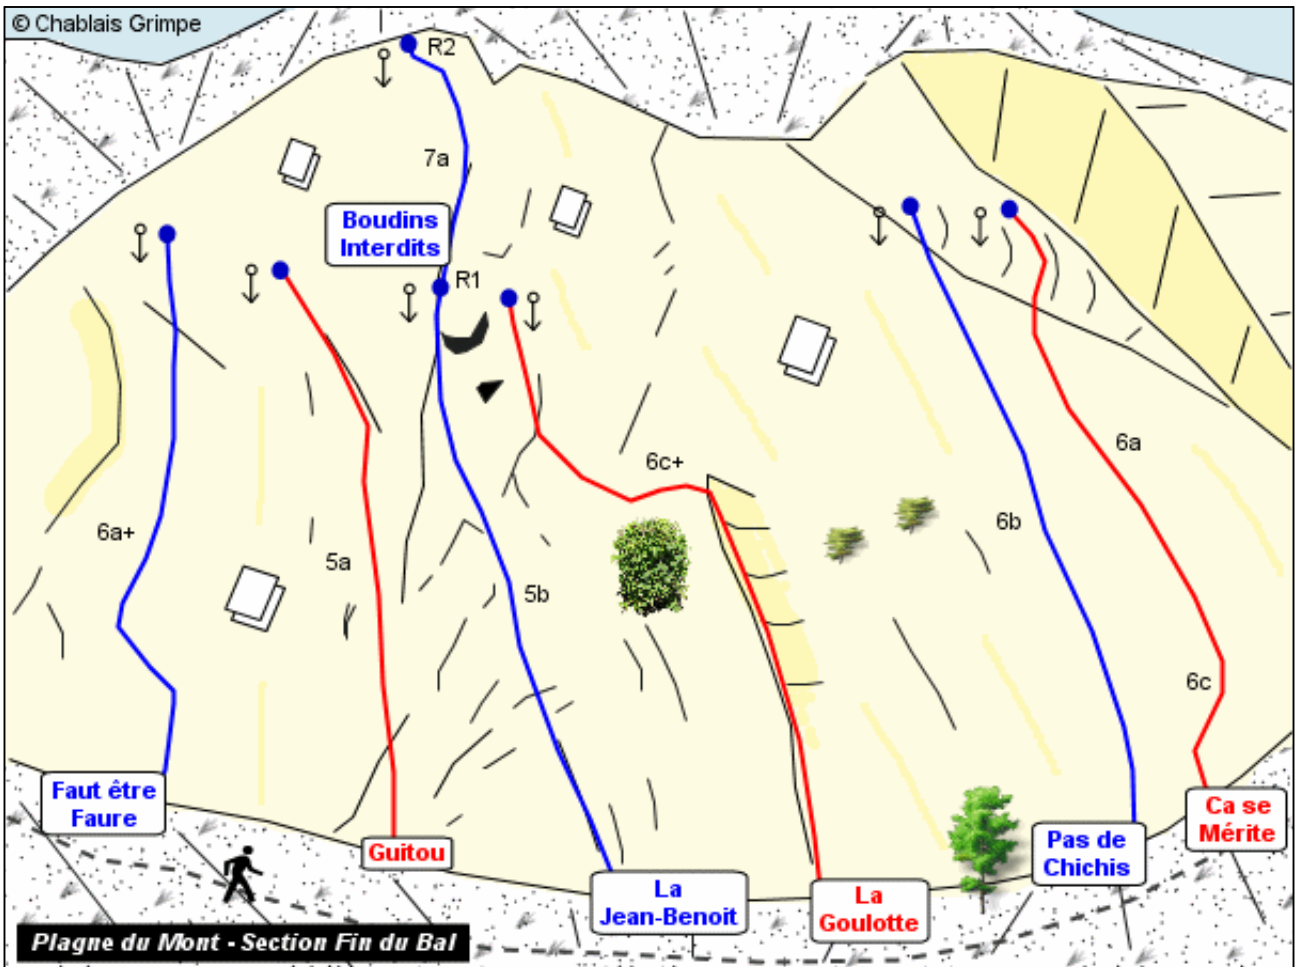 © Chablais Grimpe
R2
7a
Boudins
Interdits
R1
6c+
6a
6a+
6b
5a
5b
6c
Faut être
Faure
Ca se
Mérite
Guitou
Pas de
Chichis
La
Jean-Benoit
La
Goulotte
Plagne du Mont - Section Fin du Bal